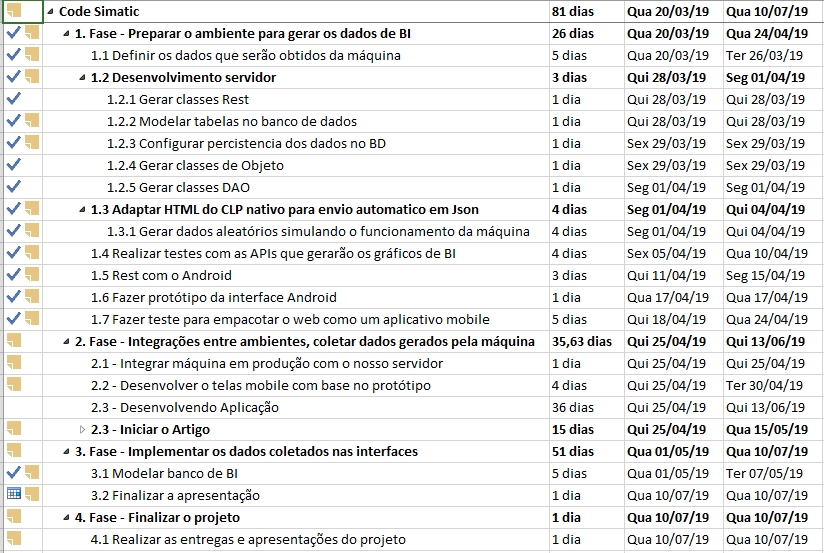 Code Simatic 81 dias Qua 20/03/19 Qua 10/07/19
1. Fase - Preparar o ambiente para gerar os dados de BI 26 dias Qua 20/03/19 Qua 24/04/19
1.1 Definir os dados que serão obtidos da máquina 5 dias Qua 20/03/19 Ter 26/03/19
1.2 Desenvolvimento servidor 3 dias Qui 28/03/19 Seg 01/04/19
1.2.1 Gerar classes Rest 1 dia Qui 28/03/19 Qui 28/03/19
1.2.2 Modelar tabelas no banco de dados 1 dia Qui 28/03/19 Qui 28/03/19
1.2.3 Configurar percistencia dos dados no BD 1 dia Sex 29/03/19 Sex 29/03/19
1.2.4 Gerar classes de Objeto 1 dia Sex 29/03/19 Sex 29/03/19
1.2.5 Gerar classes DAO 1 dia Seg 01/04/19 Seg 01/04/19
1.3 Adaptar HTML do CLP nativo para envio automatico em Json 4 dias Seg 01/04/19 Qui 04/04/19
1.3.1 Gerar dados aleatórios simulando o funcionamento da máquina 4 dias Seg 01/04/19 Qui 04/04/19
1.4 Realizar testes com as APIs que gerarão os gráficos de BI 4 dias Sex 05/04/19 Qua 10/04/19
1.5 Rest com o Android 3 dias Qui 11/04/19 Seg 15/04/19
1.6 Fazer protótipo da interface Android 1 dia Qua 17/04/19 Qua 17/04/19
1.7 Fazer teste para empacotar o web como um aplicativo mobile 5 dias Qui 18/04/19 Qua 24/04/19
2. Fase - Integrações entre ambientes, coletar dados gerados pela máquina 35,63 dias Qui 25/04/19 Qui 13/06/19
2.1 - Integrar máquina em produção com o nosso servidor 1 dia Qui 25/04/19 Qui 25/04/19
2.2 - Desenvolver o telas mobile com base no protótipo 4 dias Qui 25/04/19 Ter 30/04/19
2.3 - Desenvolvendo Aplicação 36 dias Qui 25/04/19 Qui 13/06/19
2.3 - Iniciar o Artigo 15 dias Qui 25/04/19 Qua 15/05/19
3. Fase - Implementar os dados coletados nas interfaces 51 dias Qua 01/05/19 Qua 10/07/19
3.1 Modelar banco de BI 5 dias Qua 01/05/19 Ter 07/05/19
3.2 Finalizar a apresentação 1 dia Qua 10/07/19 Qua 10/07/19
4. Fase - Finalizar o projeto 1 dia Qua 10/07/19 Qua 10/07/19
4.1 Realizar as entregas e apresentações do projeto 1 dia Qua 10/07/19 Qua 10/07/19